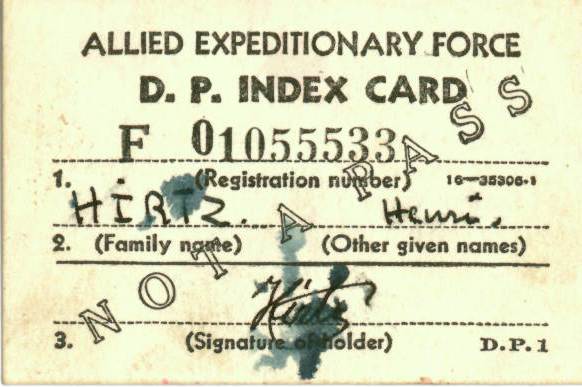 ALLIED EXPEDITIONARY FORCE
D. P. INDEX CARD
F 01055533
1. (Registration number) 16—35306-1
HIRTZ. Henri,
2. (Family name) (Other given names)
NOT A PASS
Hirtz
3. (Signature of holder) D.P.1